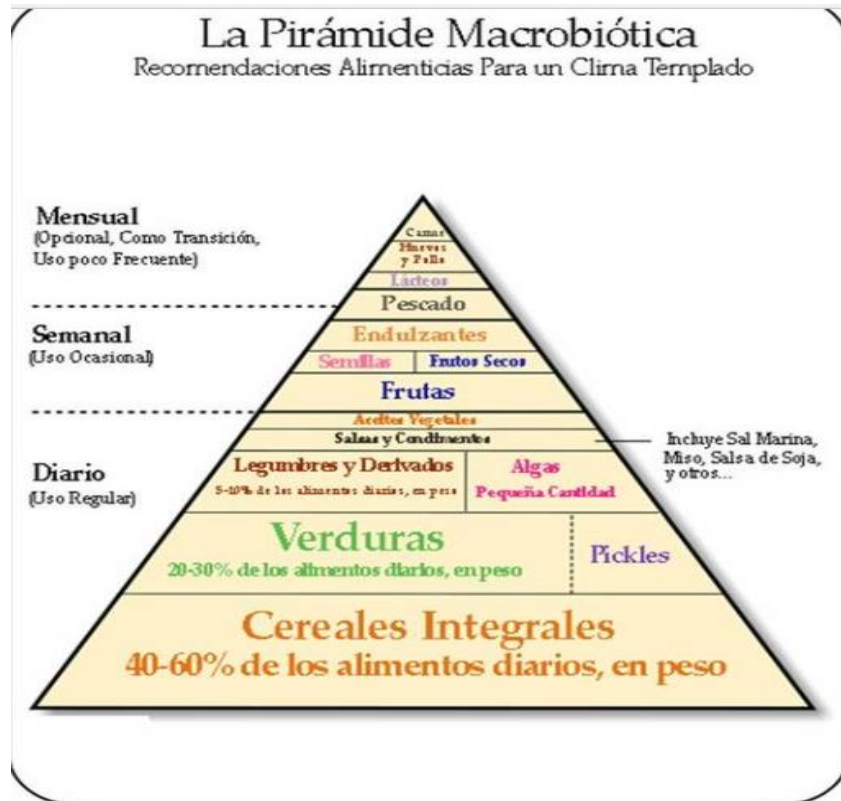 La Pirámide Macrobiótica
Recomendaciones Alimenticias Para un Clima Templado
Mensual
(Opcional, Como Transición,
Uso poco Frecuente)
Carne
Huevos
y Pollo
Lácteos
Pescado
Semanal
(Uso Ocasional)
Endulzantes
Semillas
Frutos Secos
Frutas
Diario
(Uso Regular)
Aceites Vegetales
Salsas y Condimentos
Incluye Sal Marina,
Miso, Salsa de Soja,
y otros...
Legumbres y Derivados
5-10% de los alimentos diarios, en peso
Algas
Pequeña Cantidad
Verduras
20-30% de los alimentos diarios, en peso
Pickles
Cereales Integrales
40-60% de los alimentos diarios, en peso